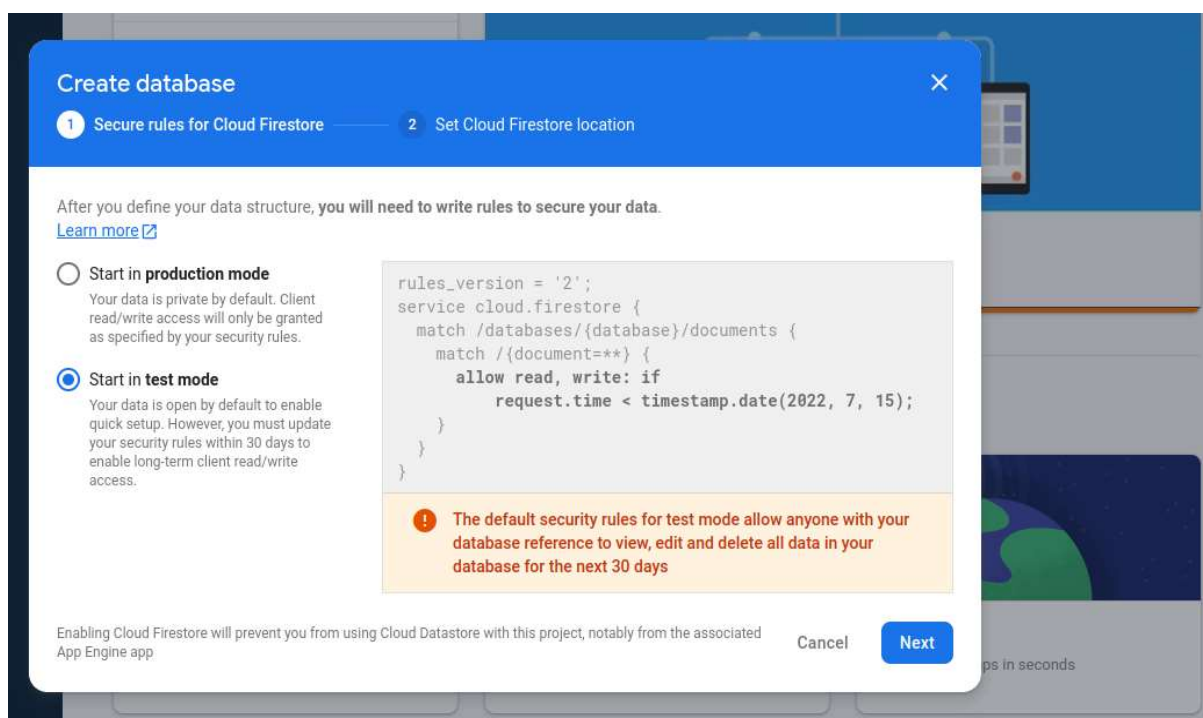 Create database
1 Secure rules for Cloud Firestore 2 Set Cloud Firestore location
After you define your data structure, you will need to write rules to secure your data.
Learn more
Start in production mode
Your data is private by default. Client
read/write access will only be granted
as specified by your security rules.
Start in test mode
Your data is open by default to enable
quick setup. However, you must update
your security rules within 30 days to
enable long-term client read/write
access.
rules_version = '2';
service cloud.firestore {
  match /databases/{database}/documents {
    match /{document=**} {
      allow read, write: if
          request.time < timestamp.date(2022, 7, 15);
    }
  }
}
! The default security rules for test mode allow anyone with your
database reference to view, edit and delete all data in your
database for the next 30 days
Enabling Cloud Firestore will prevent you from using Cloud Datastore with this project, notably from the associated
App Engine app
Cancel Next
in seconds